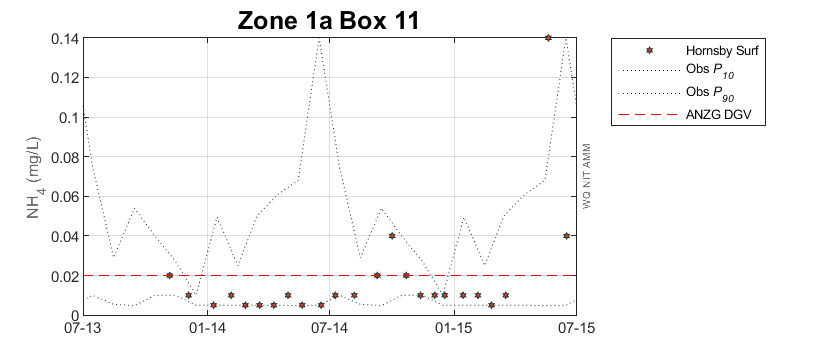 Zone 1a Box 11
0.14
0.12
0.1
0.08
0.06
0.04
0.02
0
NH4 (mg/L)
07-13
01-14
07-14
01-15
07-15
WQ NIT AMM
Hornsby Surf
Obs P10
Obs P90
ANZG DGV